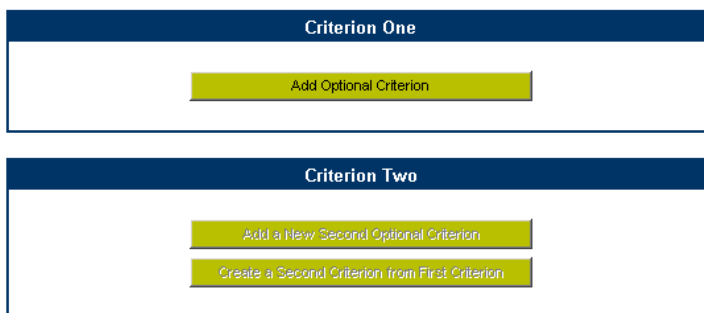 Criterion One
Add Optional Criterion
Criterion Two
Add a New Second Optional Criterion
Create a Second Criterion from First Criterion